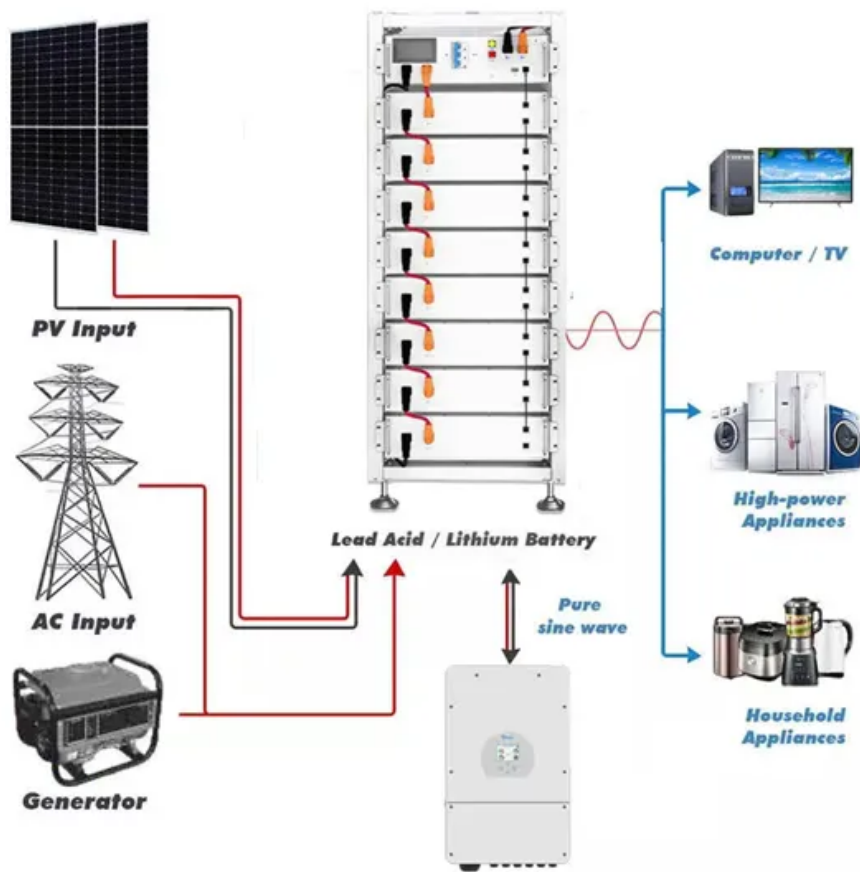 PV Input
AC Input
Generator
Lead Acid / Lithium Battery
Pure
sine wave
Computer / TV
High-power
Appliances
Household
Appliances